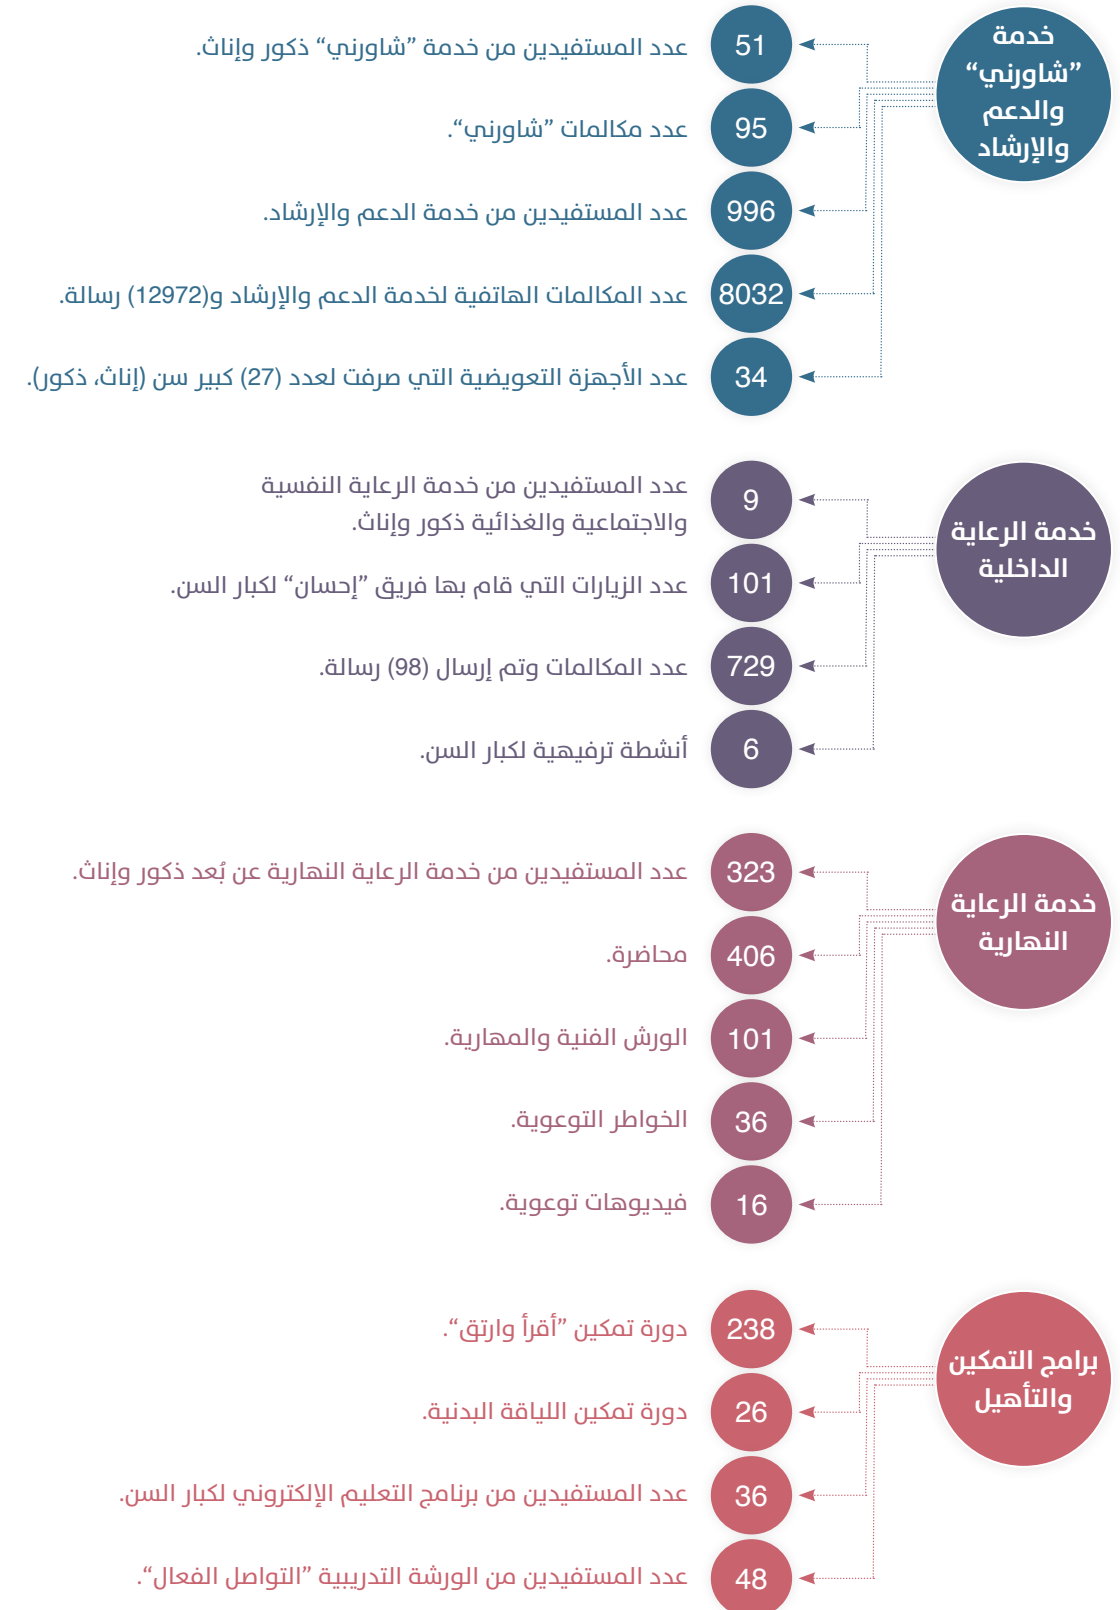 خدمة
”شاورني“
والدعم
والإرشاد
51
عدد المستفيدين من خدمة ”شاورني“ ذكور وإناث.
95
عدد مكالمات ”شاورني“.
996
عدد المستفيدين من خدمة الدعم والإرشاد.
8032
عدد المكالمات الهاتفية لخدمة الدعم والإرشاد و(12972) رسالة.
34
عدد الأجهزة التعويضية التي صرفت لعدد (27) كبير سن (إناث، ذكور).
خدمة الرعاية
الداخلية
9
عدد المستفيدين من خدمة الرعاية النفسية
والاجتماعية والغذائية ذكور وإناث.
101
عدد الزيارات التي قام بها فريق ”إحسان“ لكبار السن.
729
عدد المكالمات وتم إرسال (98) رسالة.
6
أنشطة ترفيهية لكبار السن.
خدمة الرعاية
النهارية
323
عدد المستفيدين من خدمة الرعاية النهارية عن بُعد ذكور وإناث.
406
محاضرة.
101
الورش الفنية والمهارية.
36
الخواطر التوعوية.
16
فيديوهات توعوية.
برامج التمكين
والتأهيل
238
دورة تمكين ”أقرأ وارتق“.
26
دورة تمكين اللياقة البدنية.
36
عدد المستفيدين من برنامج التعليم الإلكتروني لكبار السن.
48
عدد المستفيدين من الورشة التدريبية ”التواصل الفعال“.